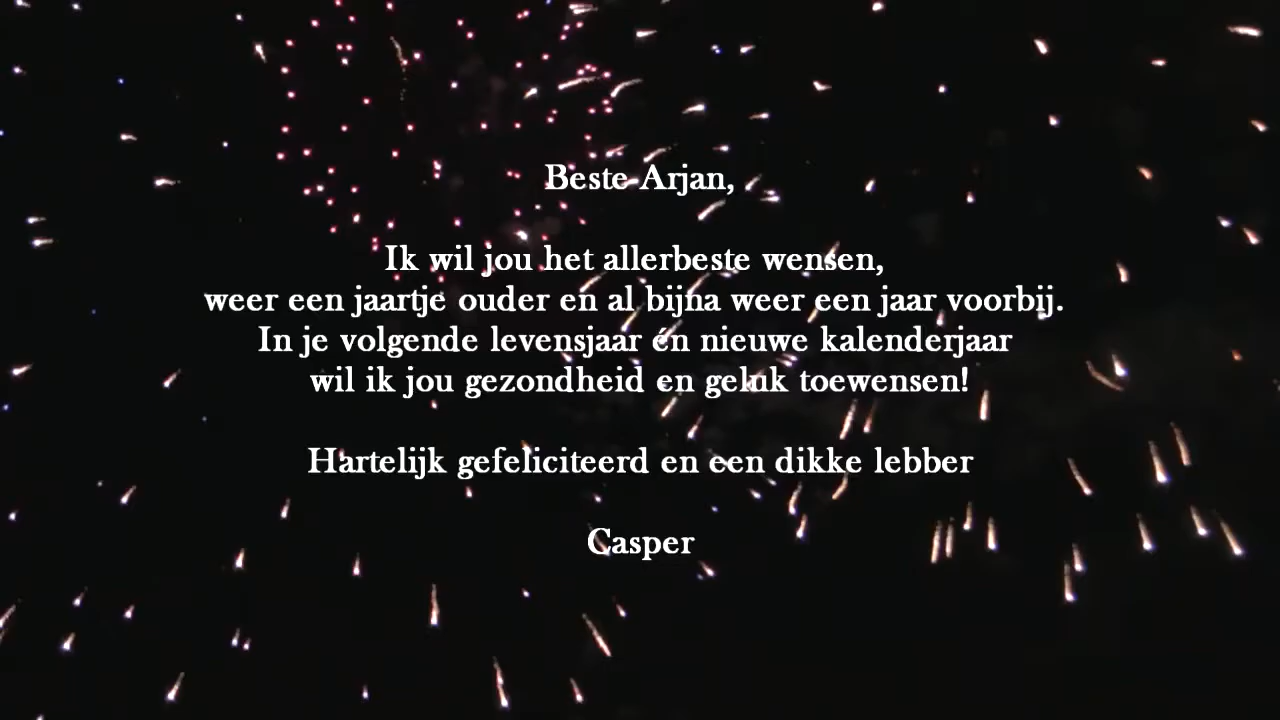 Beste Arjan,
Ik wil jou het allerbeste wensen,
weer een jaartje ouder en al bijna weer een jaar voorbij.
In je volgende levensjaar én nieuwe kalenderjaar
wil ik jou gezondheid en geluk toewensen!
Hartelijk gefeliciteerd en een dikke lebber
Casper